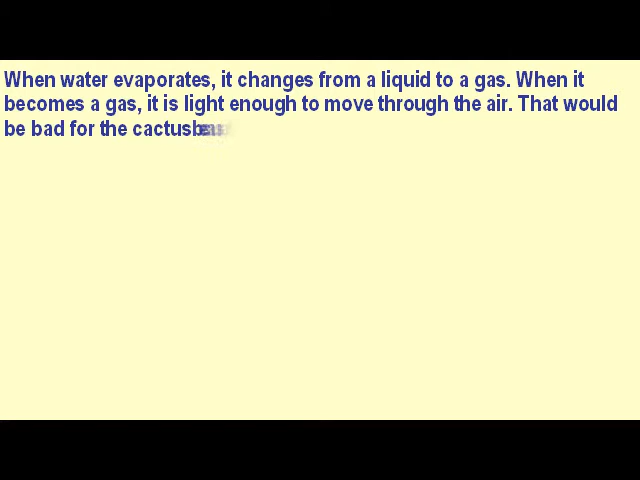 When water evaporates, it changes from a liquid to a gas. When it
becomes a gas, it is light enough to move through the air. That would
be bad for the cactus